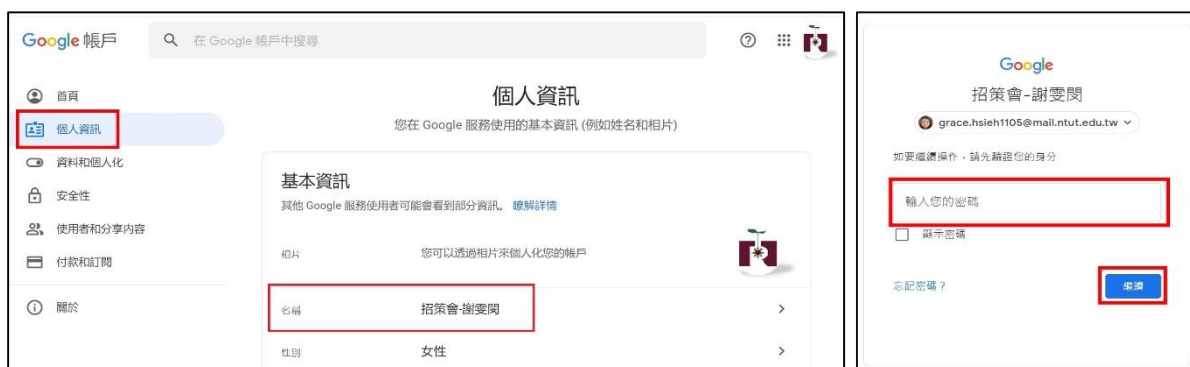 Google 帳戶
在 Google 帳戶中搜尋
首頁
個人資訊
資料和個人化
安全性
使用者和分享內容
付款和訂閱
關於
個人資訊
您在 Google 服務使用的基本資訊 (例如姓名和相片)
基本資訊
其他 Google 服務使用者可能會看到部分資訊。 瞭解詳情
相片 您可以透過相片來個人化您的帳戶
名稱 招策會-謝雯閔
性別 女性
Google
招策會-謝雯閔
grace.hsieh1105@mail.ntut.edu.tw
如要繼續操作，請先驗證您的身分
輸入您的密碼
顯示密碼
忘記密碼？ 繼續